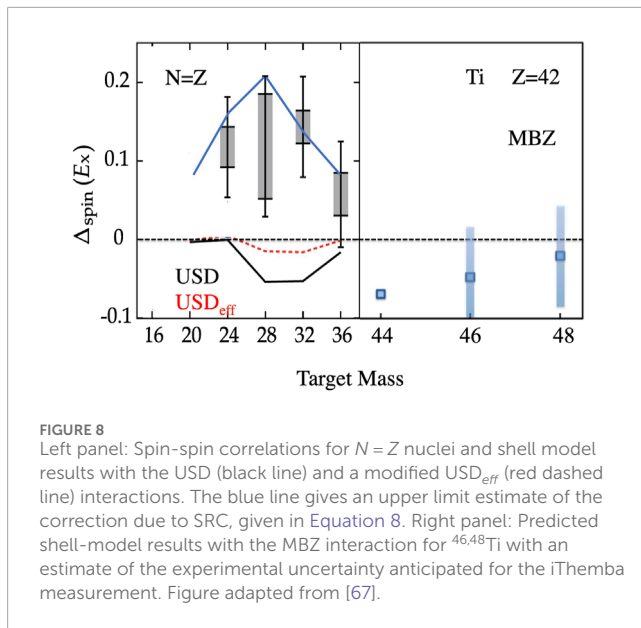 0.2
0.1
0
-0.1
Δspin (Ex)
N=Z
USD
USDeff
16 20 24 28 32 36
Ti Z=42
MBZ
44 46 48
Target Mass
FIGURE 8
Left panel: Spin-spin correlations for N = Z nuclei and shell model
results with the USD (black line) and a modified USDeff (red dashed
line) interactions. The blue line gives an upper limit estimate of the
correction due to SRC, given in Equation 8. Right panel: Predicted
shell-model results with the MBZ interaction for 46,48Ti with an
estimate of the experimental uncertainty anticipated for the iThemba
measurement. Figure adapted from [67].